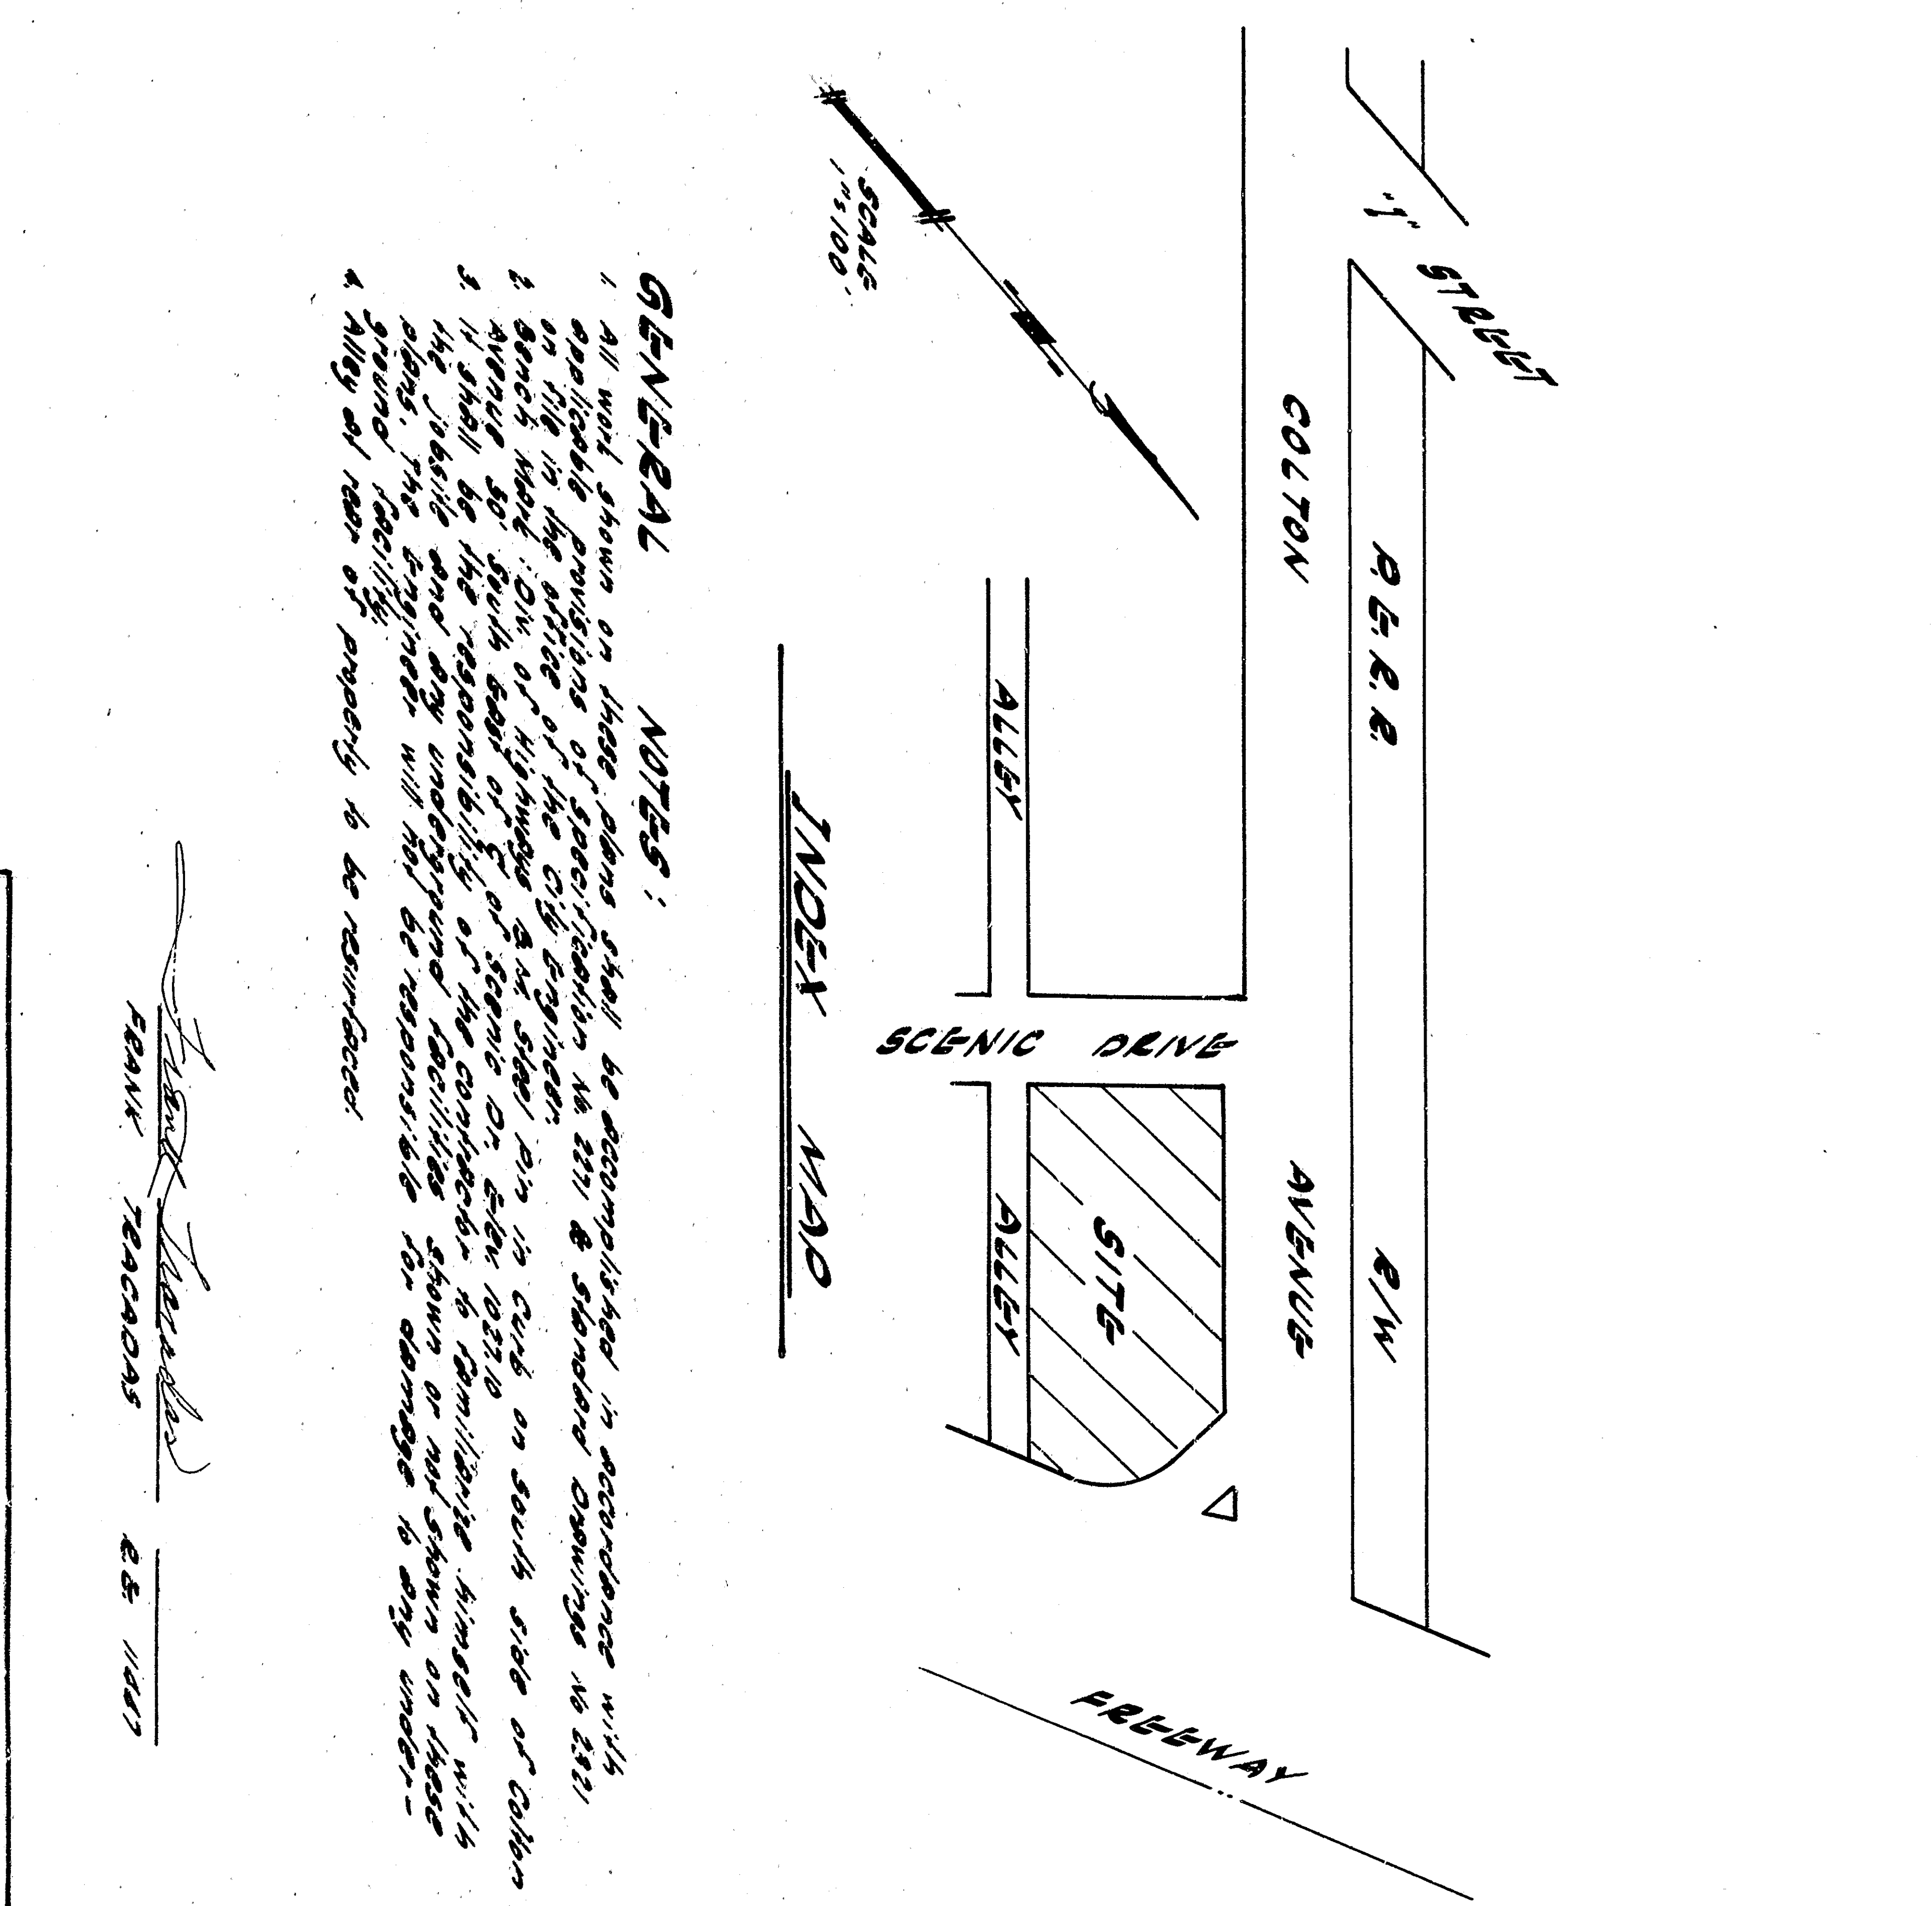 "I" STREET
P.E. R.R. R/W
COLTON AVENUE
SCENIC DRIVE
SITE
ALLEY
ALLEY
FREEWAY
SCALE
1"=100'
INDEX MAP
GENERAL NOTES:
1. All work shown on these plans shall be accomplished in accordance with
applicable provisions of Specification No. 2271 & Standard Drawings No 2321
on file in the office of the City Engineer.
2. Bench Mark: Div. of Highways B.M. Steel pin in curb on south side of Colton
Avenue 30' South East of ℄ of Scenic Dr. Elev.
3. It shall be the responsibility of the contractor to familiarize himself with
the jobsite and any underground facilities shown or not shown on these
plans. The Engineer will not be responsible for damage to any under-
ground facility.
4. Alley at rear of property to be resurfaced.
FRANK TRACADAS R.E.